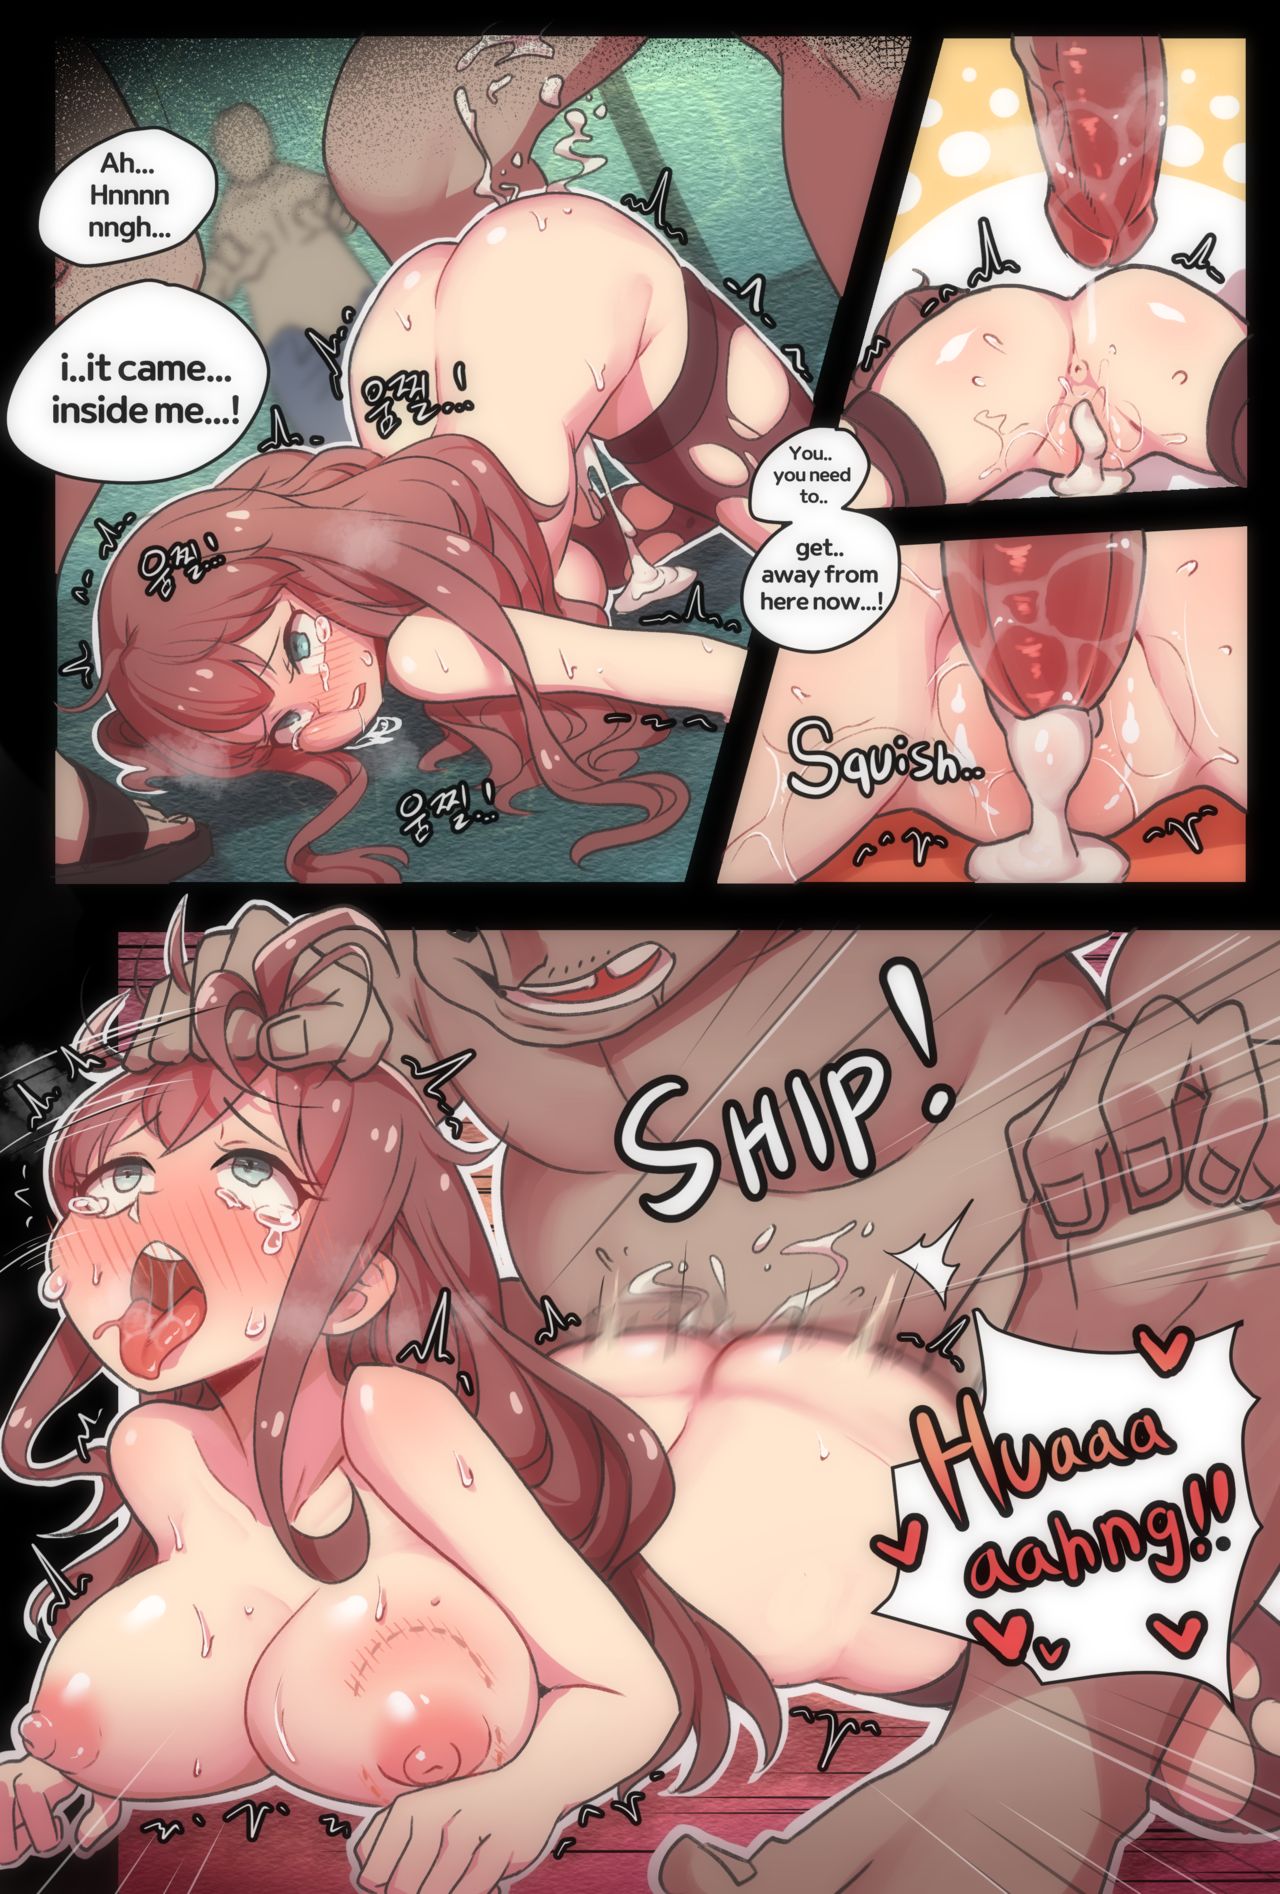 Ah...
Hnnnn
nngh...
i..it came...
inside me...!
움찔...!
움찔..!
움찔..!
You..
you need
to..
get..
away from
here now...!
Squish..
SHIP!
Huaaa
aahng!!